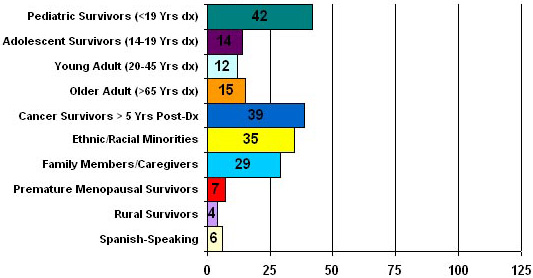 Pediatric Survivors (<19 Yrs dx) 42
Adolescent Survivors (14-19 Yrs dx) 14
Young Adult (20-45 Yrs dx) 12
Older Adult (>65 Yrs dx) 15
Cancer Survivors > 5 Yrs Post-Dx 39
Ethnic/Racial Minorities 35
Family Members/Caregivers 29
Premature Menopausal Survivors 7
Rural Survivors 4
Spanish-Speaking 6
0 25 50 75 100 125